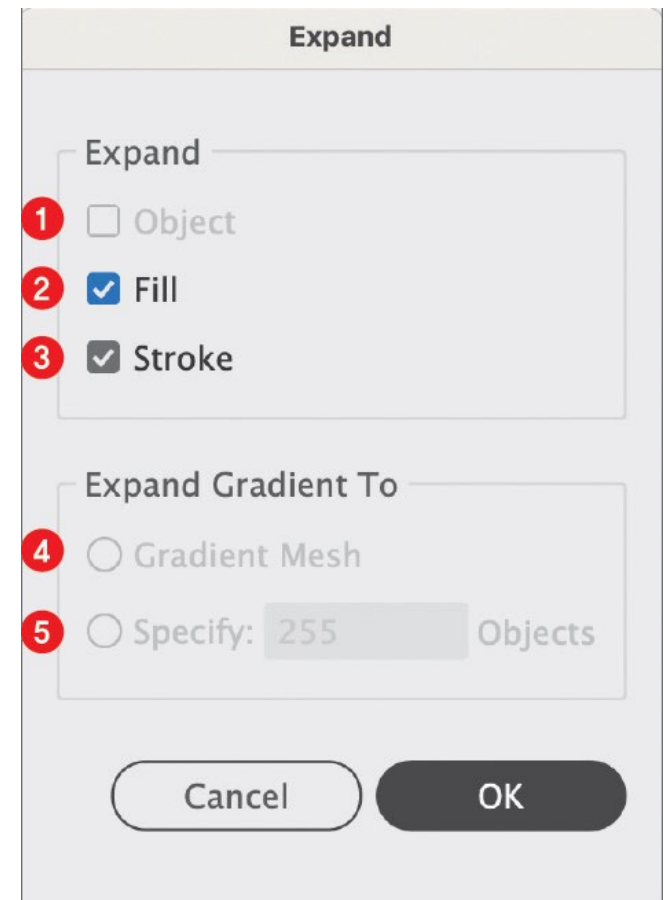 Expand
Expand
1 Object
2 Fill
3 Stroke
Expand Gradient To
4 Gradient Mesh
5 Specify: 255 Objects
Cancel OK